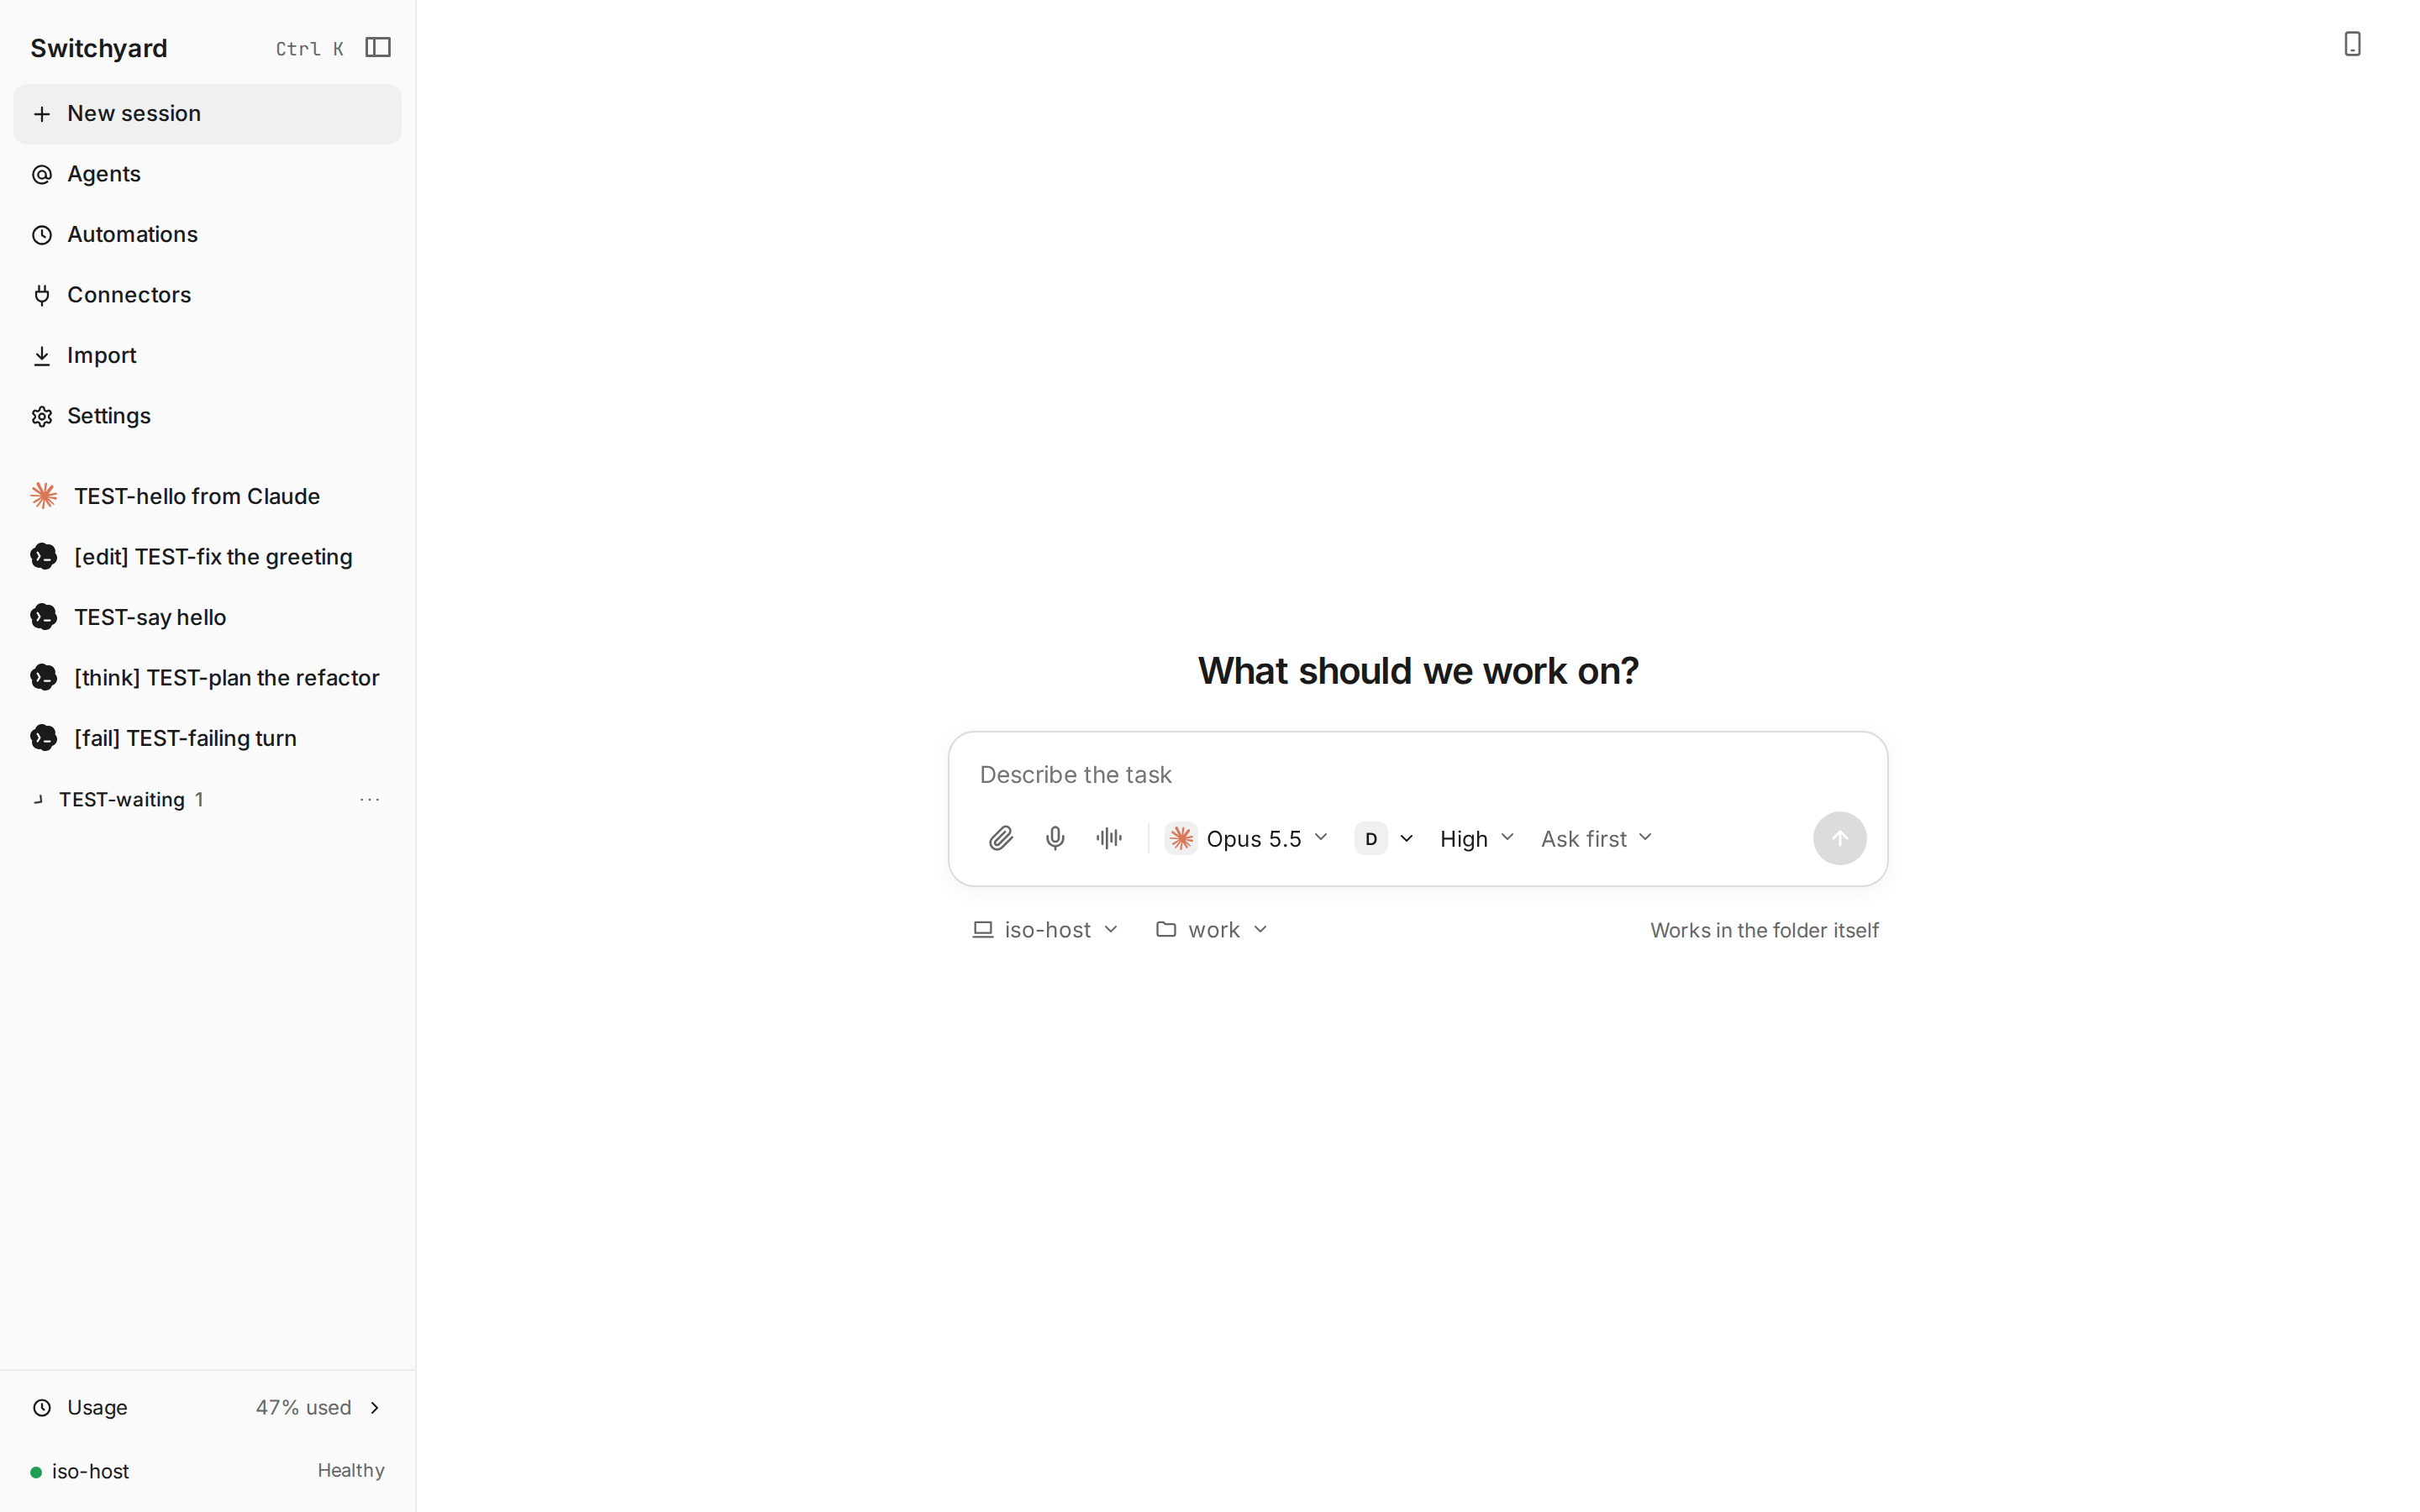 Switchyard Ctrl K
New session
Agents
Automations
Connectors
Import
Settings
TEST-hello from Claude
[edit] TEST-fix the greeting
TEST-say hello
[think] TEST-plan the refactor
[fail] TEST-failing turn
TEST-waiting 1 ...
Usage 47% used
iso-host Healthy
What should we work on?
Describe the task
Opus 5.5 D High Ask first
iso-host work Works in the folder itself